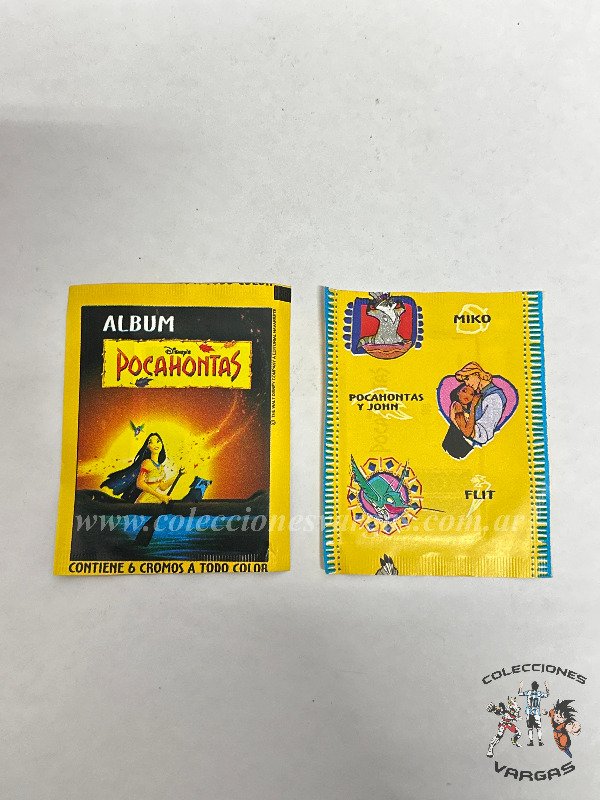 ALBUM
Disney's
POCAHONTAS
CONTIENE 6 CROMOS A TODO COLOR
MIKO
POCAHONTAS
Y JOHN
FLIT
www.coleccionesvargas.com.ar
COLECCIONES
VARGAS